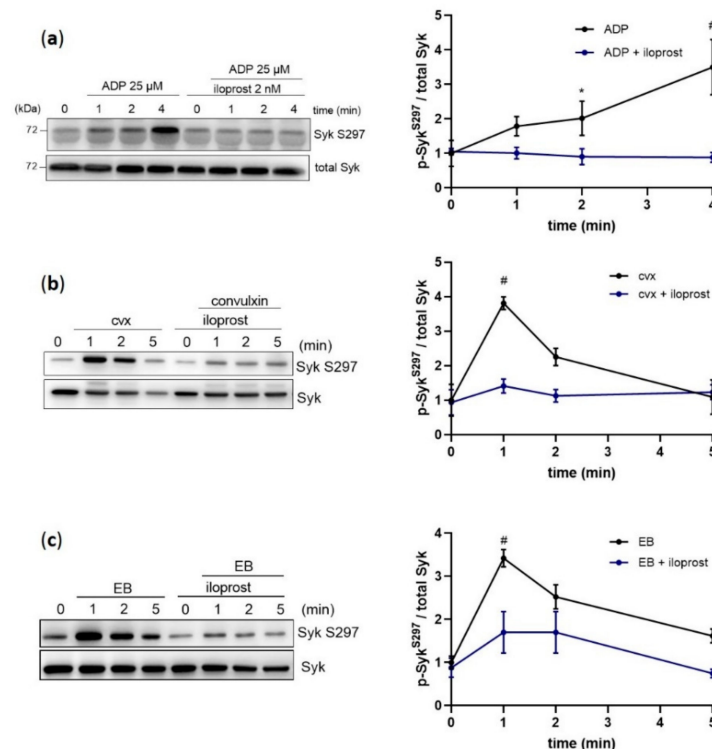 (a)
ADP 25 µM
ADP 25 µM
iloprost 2 nM
(kDa) 0 1 2 4 0 1 2 4 time (min)
72 Syk S297
72 total Syk
p-Syk^S297 / total Syk
5
4
3
2
1
0
0 1 2 3 4
time (min)
ADP
ADP + iloprost
*
#
(b)
convulxin
cvx iloprost
0 1 2 5 0 1 2 5 (min)
Syk S297
Syk
p-Syk^S297 / total Syk
5
4
3
2
1
0
0 1 2 3 4 5
time (min)
cvx
cvx + iloprost
#
(c)
EB
EB iloprost
0 1 2 5 0 1 2 5 (min)
Syk S297
Syk
p-Syk^S297 / total Syk
4
3
2
1
0
0 1 2 3 4 5
time (min)
EB
EB + iloprost
#